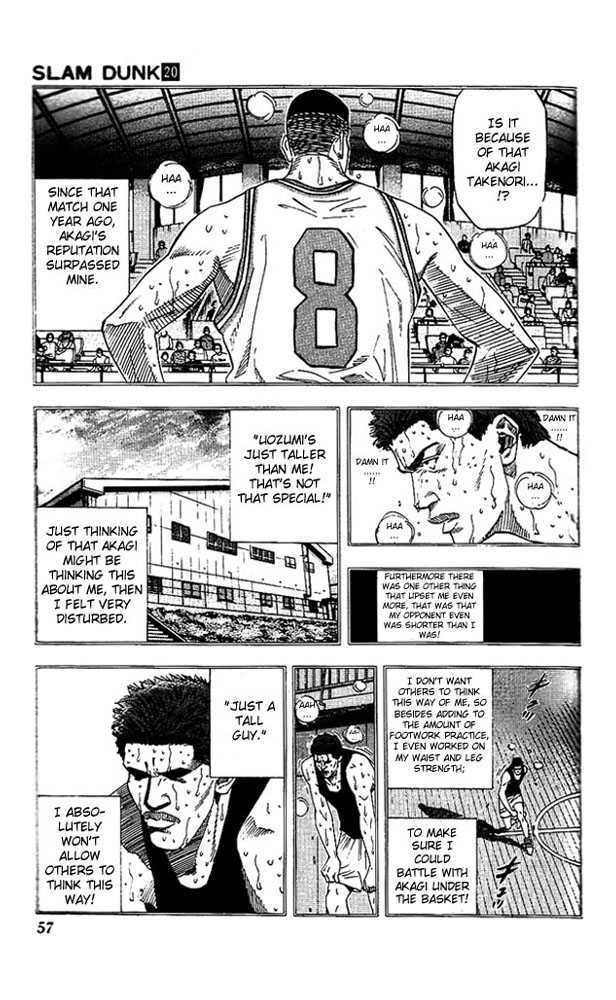 SLAM DUNK 20
IS IT
BECAUSE
OF THAT
AKAGI
TAKENORI...
!?
HAA
...
HAA
...
HAA
...
SINCE THAT
MATCH ONE
YEAR AGO,
AKAGI'S
REPUTATION
SURPASSED
MINE.
8
HAA
...
DAMN IT
......
!!
DAMN IT
......
!!
HAA
...
HAA
...
"UOZUMI'S
JUST TALLER
THAN ME!
THAT'S NOT
THAT SPECIAL!"
JUST THINKING
OF THAT AKAGI
MIGHT BE
THINKING THIS
ABOUT ME, THEN
I FELT VERY
DISTURBED.
FURTHERMORE THERE
WAS ONE OTHER THING
THAT UPSET ME EVEN
MORE, THAT WAS THAT
MY OPPONENT EVEN
WAS SHORTER THAN I
WAS!
I DON'T WANT
OTHERS TO THINK
THIS WAY OF ME, SO
BESIDES ADDING TO
THE AMOUNT OF
FOOTWORK PRACTICE,
I EVEN WORKED ON
MY WAIST AND LEG
STRENGTH;
TO MAKE
SURE I
COULD
BATTLE WITH
AKAGI UNDER
THE BASKET!
AAH
...
HAA
...
"JUST A
TALL
GUY."
I ABSO-
LUTELY
WON'T
ALLOW
OTHERS TO
THINK THIS
WAY!
57